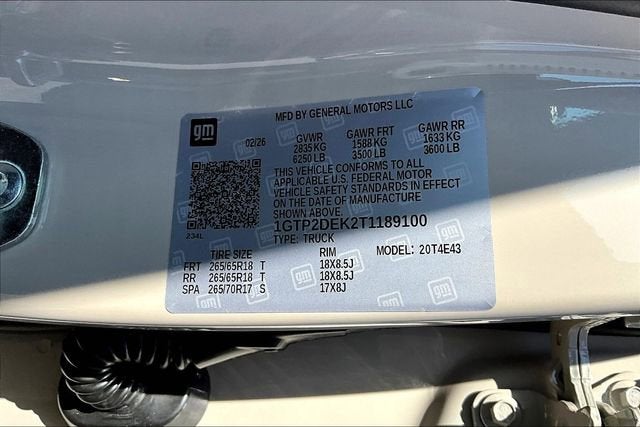 MFD BY GENERAL MOTORS LLC
gm
02/26
GVWR GAWR FRT GAWR RR
2835 KG 1588 KG 1633 KG
6250 LB 3500 LB 3600 LB
THIS VEHICLE CONFORMS TO ALL
APPLICABLE U.S. FEDERAL MOTOR
VEHICLE SAFETY STANDARDS IN EFFECT
ON THE DATE OF MANUFACTURE
SHOWN ABOVE.
234L
1GTP2DEK2T1189100
TYPE: TRUCK
TIRE SIZE RIM MODEL: 20T4E43
FRT 265/65R18 T 18X8.5J
RR 265/65R18 T 18X8.5J
SPA 265/70R17 S 17X8J